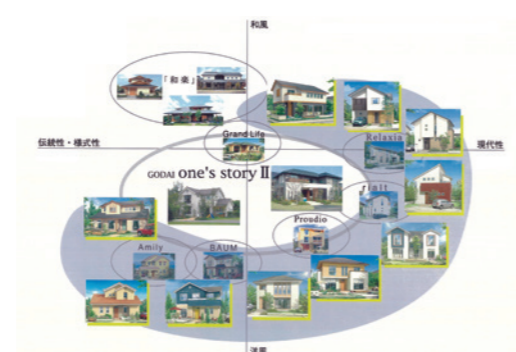 和風
「和楽」
Grand Life
Relaxia
伝統性・様式性
現代性
GODAI one's story II
Proudio
Amily
BAUM
洋風